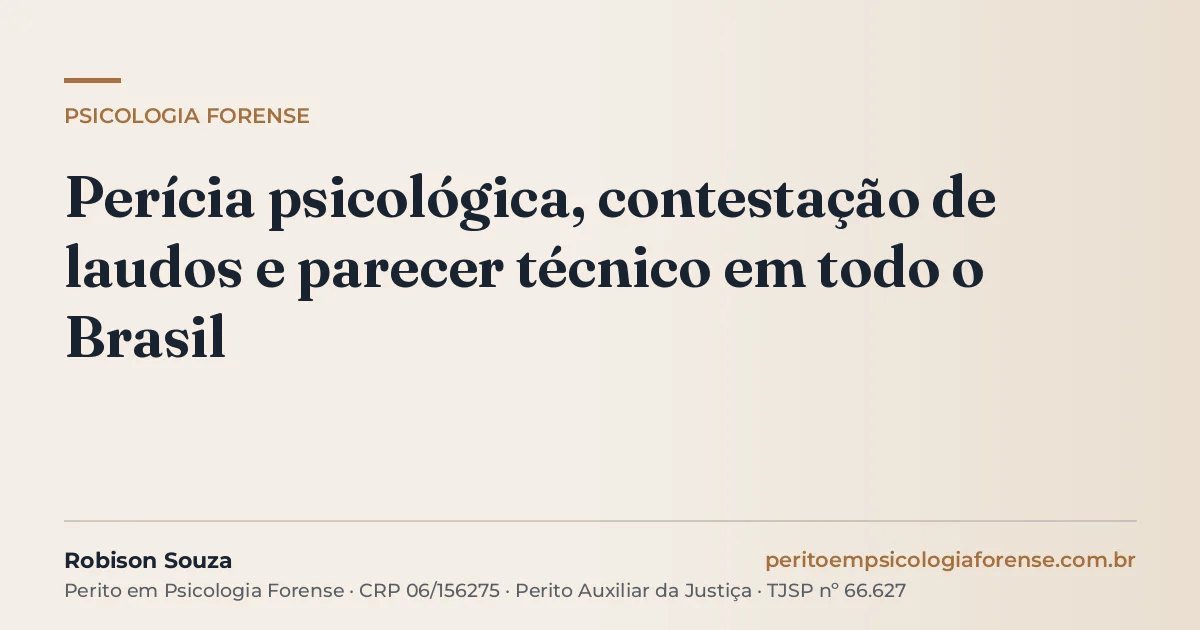 PSICOLOGIA FORENSE
Perícia psicológica, contestação de
laudos e parecer técnico em todo o
Brasil
Robison Souza
peritoempsicologiaforense.com.br
Perito em Psicologia Forense · CRP 06/156275 · Perito Auxiliar da Justiça · TJSP nº 66.627